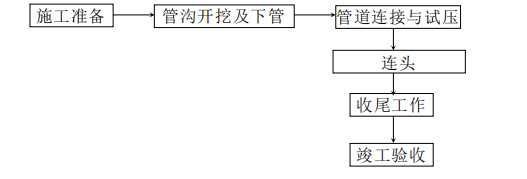 施工准备
管沟开挖及下管
管道连接与试压
连头
收尾工作
竣工验收